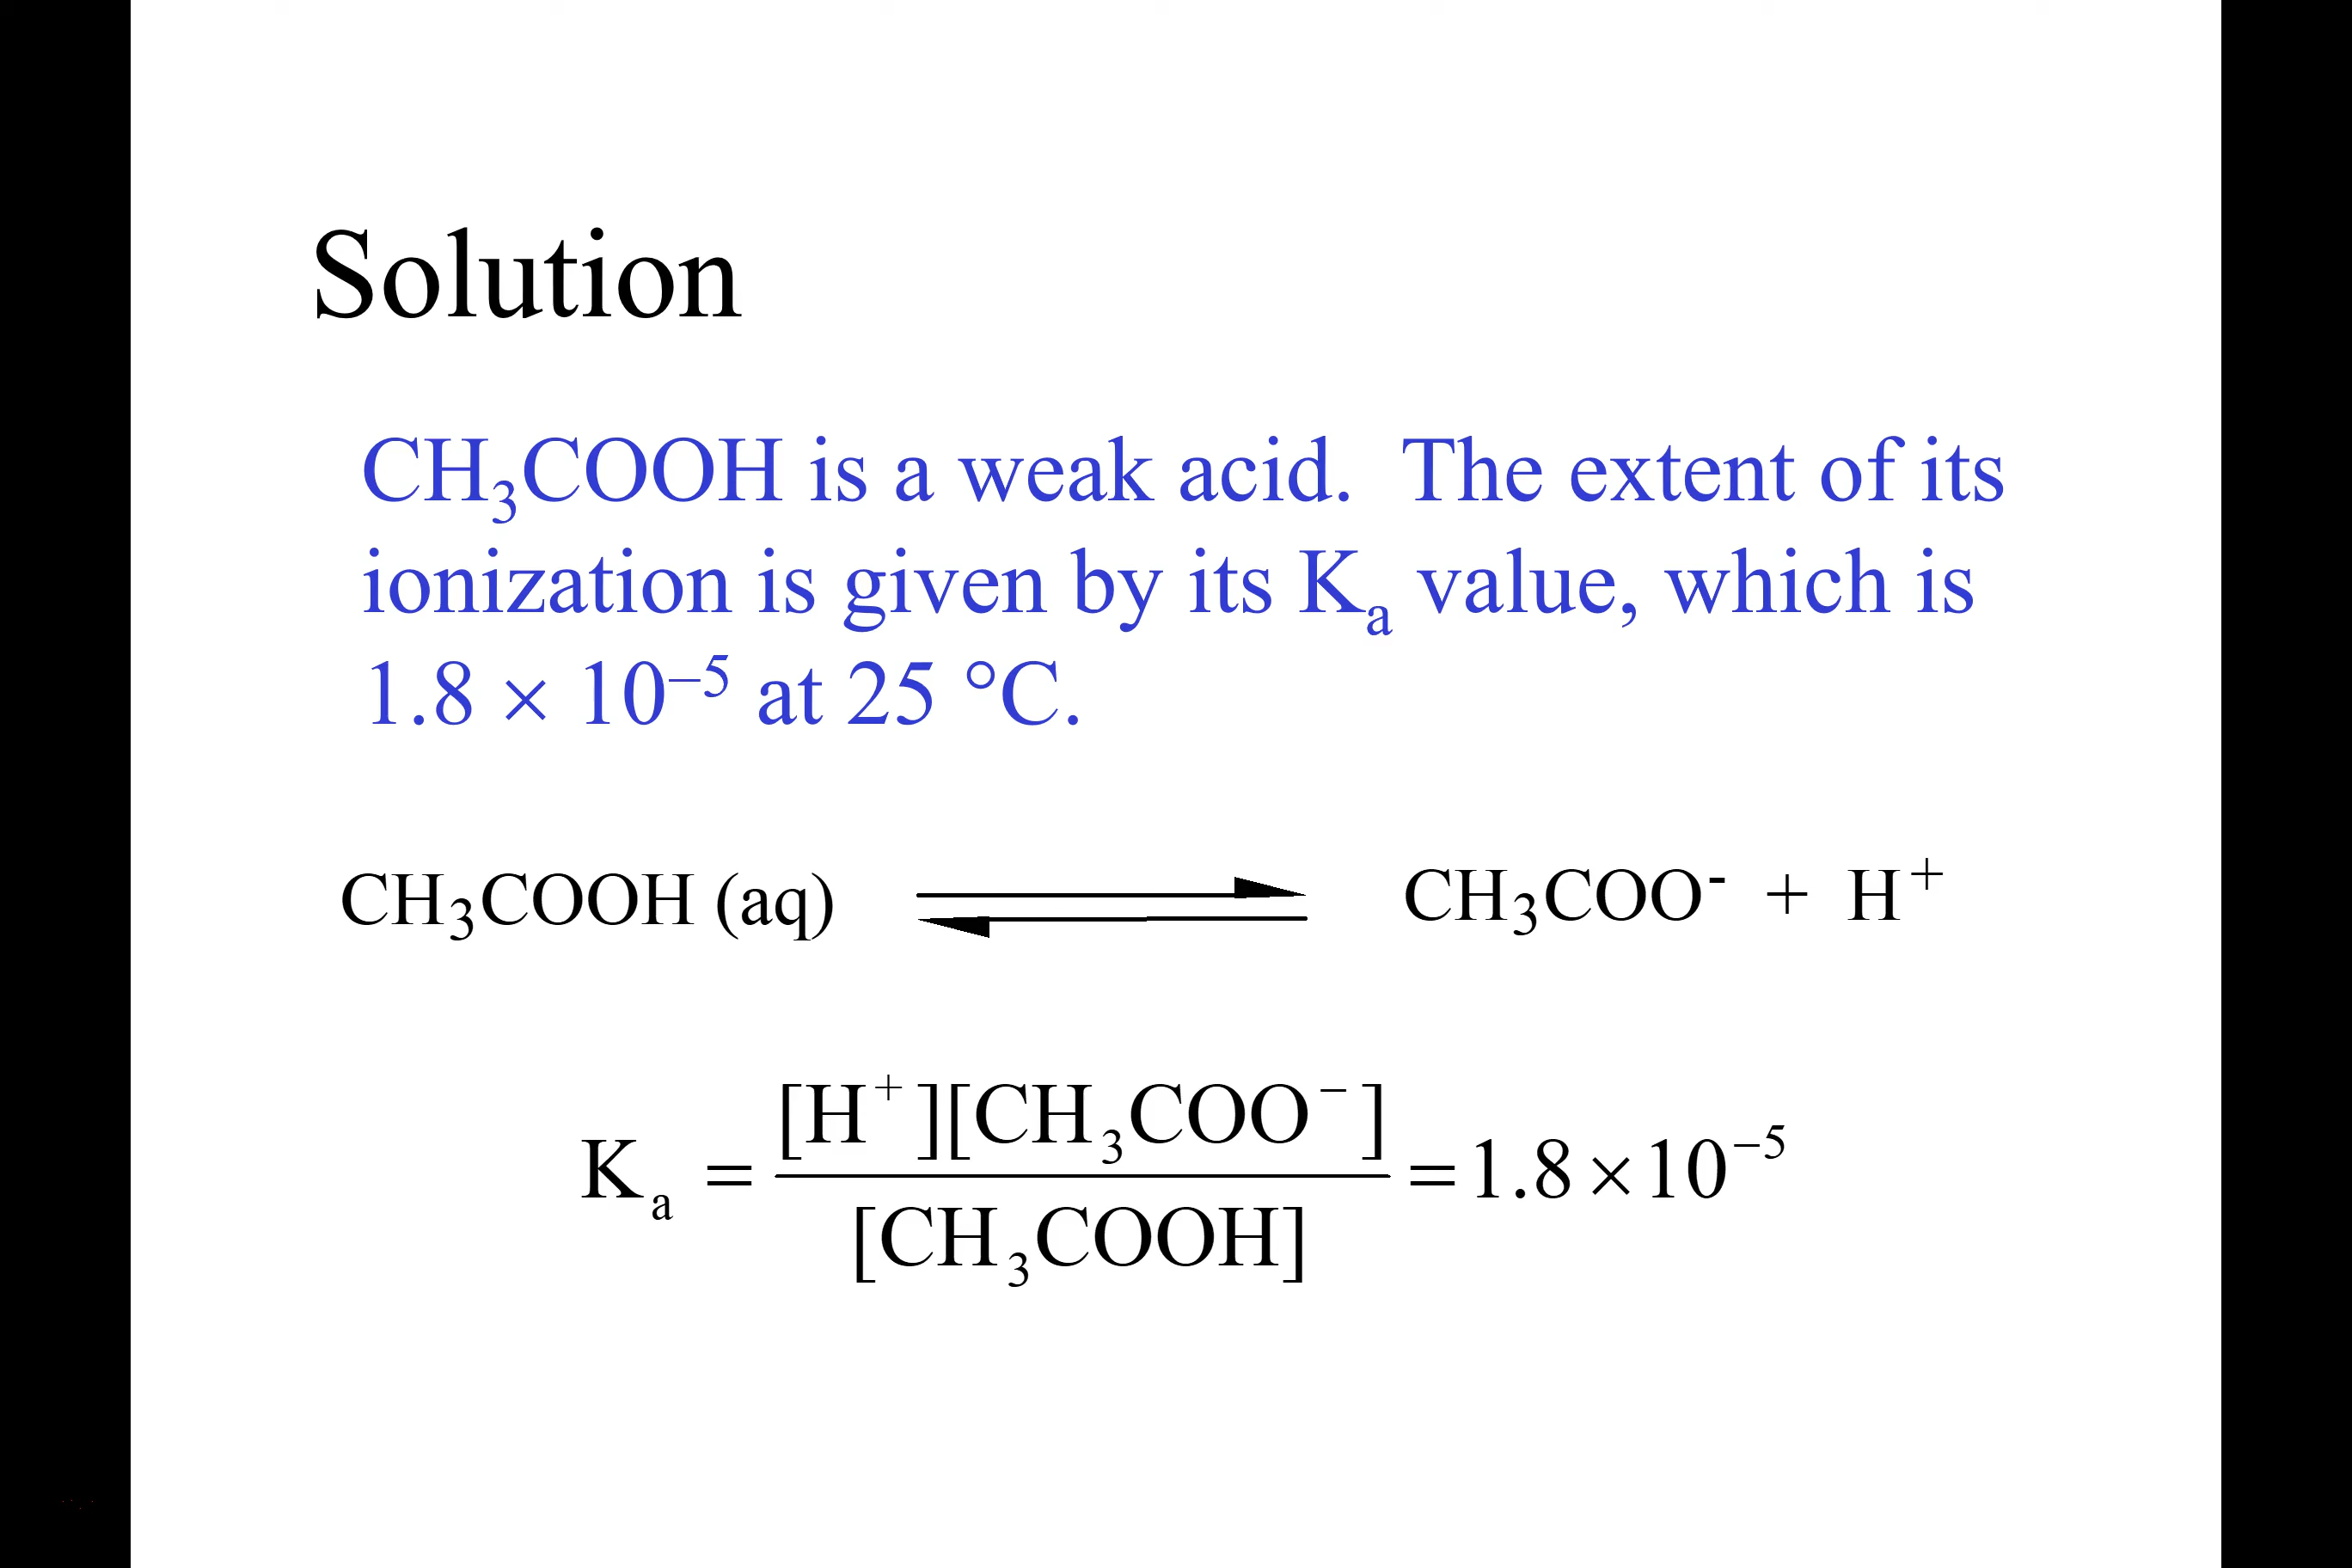 Solution
CH₃COOH is a weak acid. The extent of its
ionization is given by its Kₐ value, which is
1.8 × 10⁻⁵ at 25 °C.
CH₃COOH (aq) ⇌ CH₃COO⁻ + H⁺
Kₐ = [H⁺][CH₃COO⁻] / [CH₃COOH] = 1.8 × 10⁻⁵